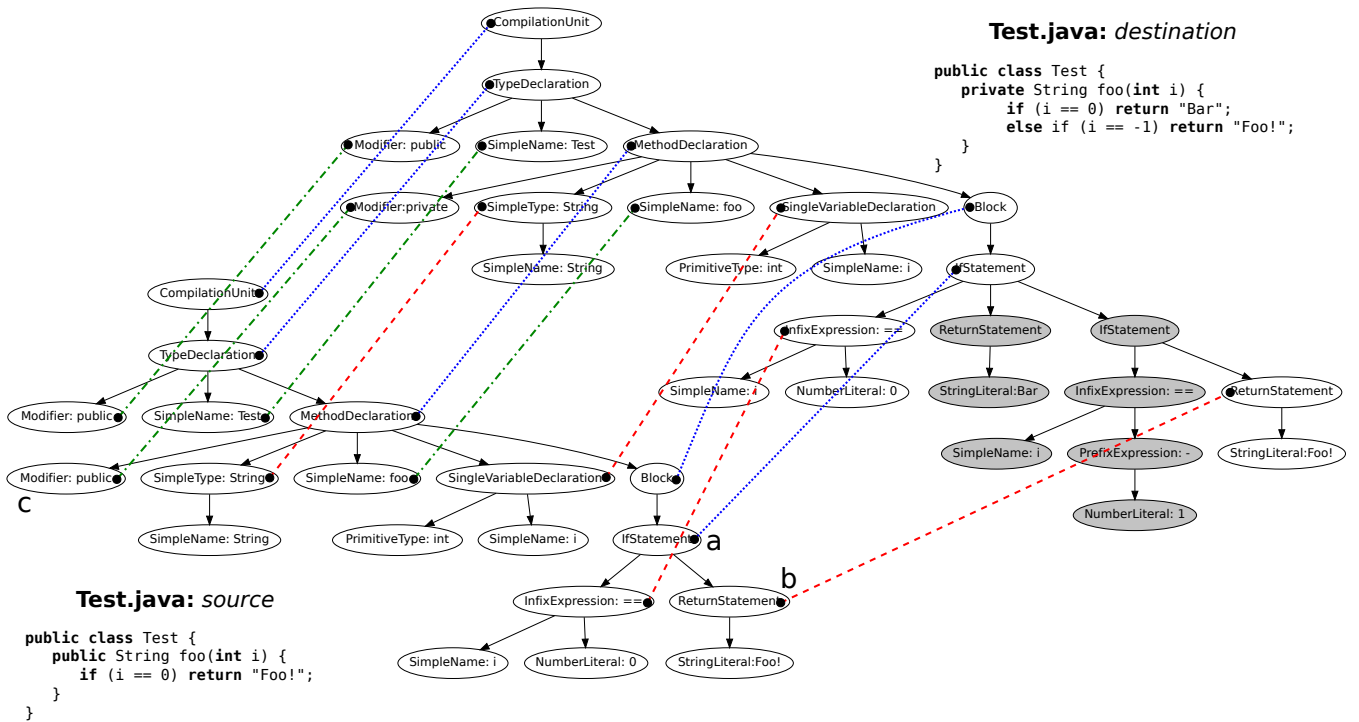 CompilationUnit
Test.java: destination
TypeDeclaration
public class Test {
private String foo(int i) {
if (i == 0) return "Bar";
else if (i == -1) return "Foo!";
}
}
Modifier: public
SimpleName: Test
MethodDeclaration
Modifier:private
SimpleType: String
SimpleName: foo
SingleVariableDeclaration
Block
SimpleName: String
PrimitiveType: int
SimpleName: i
IfStatement
CompilationUnit
InfixExpression: ==
ReturnStatement
IfStatement
TypeDeclaration
SimpleName: i
NumberLiteral: 0
StringLiteral:Bar
InfixExpression: ==
ReturnStatement
Modifier: public
SimpleName: Test
MethodDeclaration
SimpleName: i
PrefixExpression: -
StringLiteral:Foo!
Modifier: public
SimpleType: String
SimpleName: foo
SingleVariableDeclaration
Block
c
NumberLiteral: 1
SimpleName: String
PrimitiveType: int
SimpleName: i
IfStatement
a
b
Test.java: source
InfixExpression: ==
ReturnStatement
public class Test {
public String foo(int i) {
if (i == 0) return "Foo!";
}
}
SimpleName: i
NumberLiteral: 0
StringLiteral:Foo!